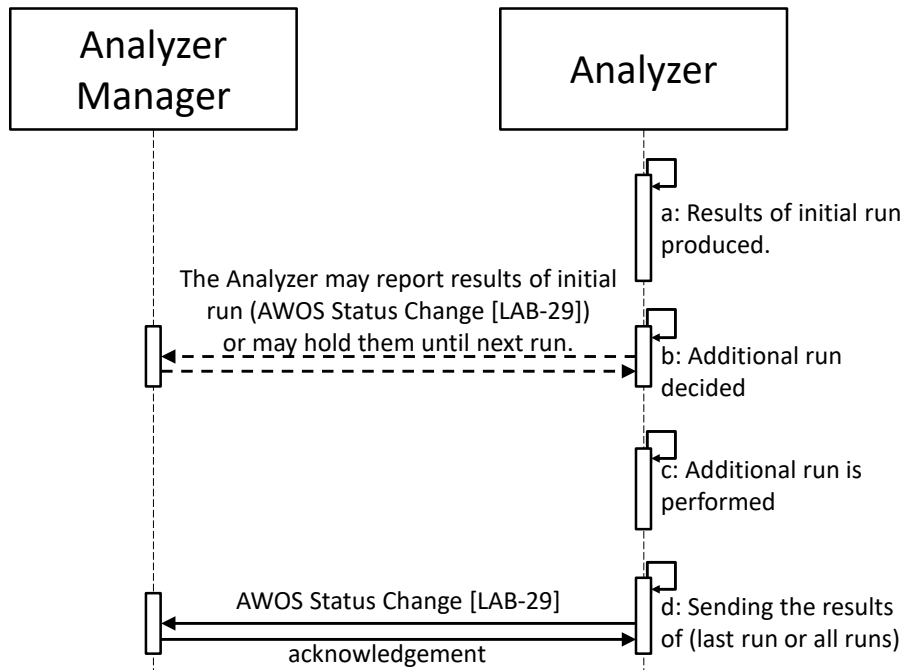 Analyzer
Manager
Analyzer
a: Results of initial run
produced.
The Analyzer may report results of initial
run (AWOS Status Change [LAB-29])
or may hold them until next run.
b: Additional run
decided
c: Additional run is
performed
AWOS Status Change [LAB-29]
d: Sending the results
of (last run or all runs)
acknowledgement